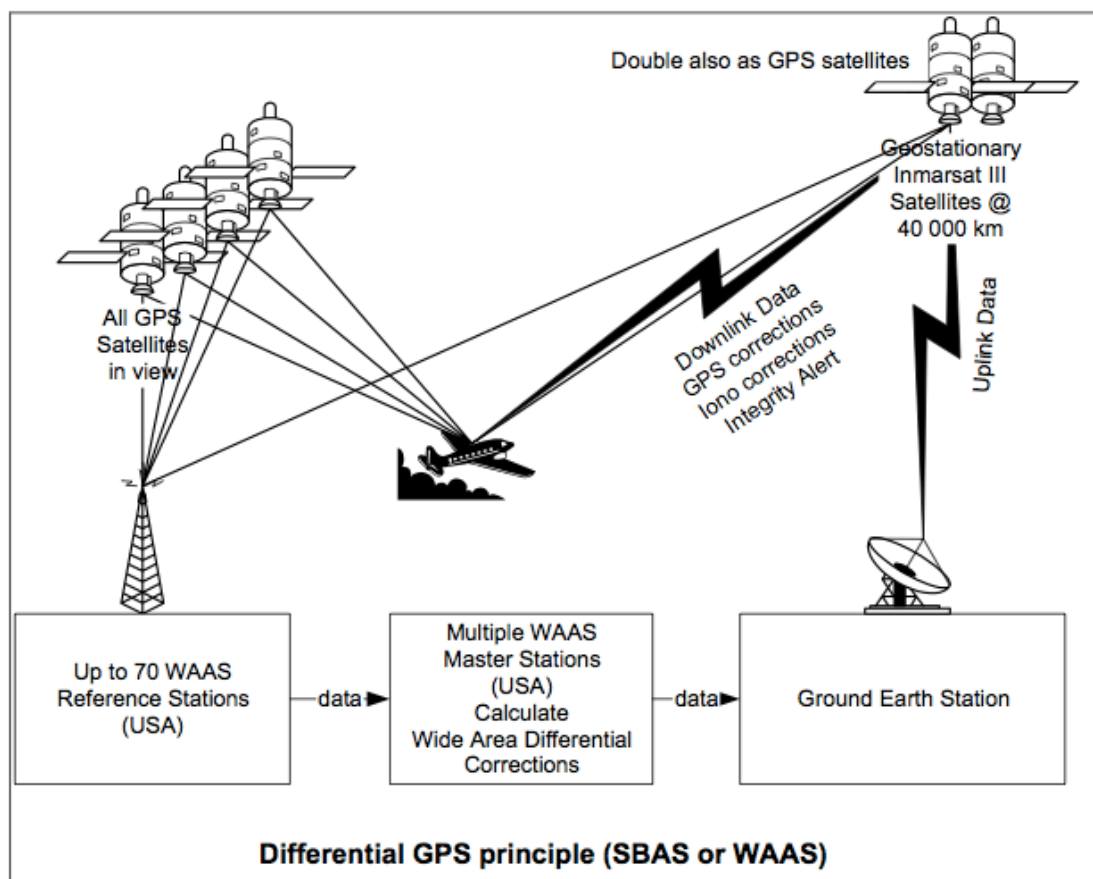 Double also as GPS satellites
Geostationary
Inmarsat III
Satellites @
40 000 km
All GPS
Satellites
in view
Downlink Data
GPS corrections
Iono corrections
Integrity Alert
Uplink Data
Up to 70 WAAS
Reference Stations
(USA)
data
Multiple WAAS
Master Stations
(USA)
Calculate
Wide Area Differential
Corrections
data
Ground Earth Station
Differential GPS principle (SBAS or WAAS)